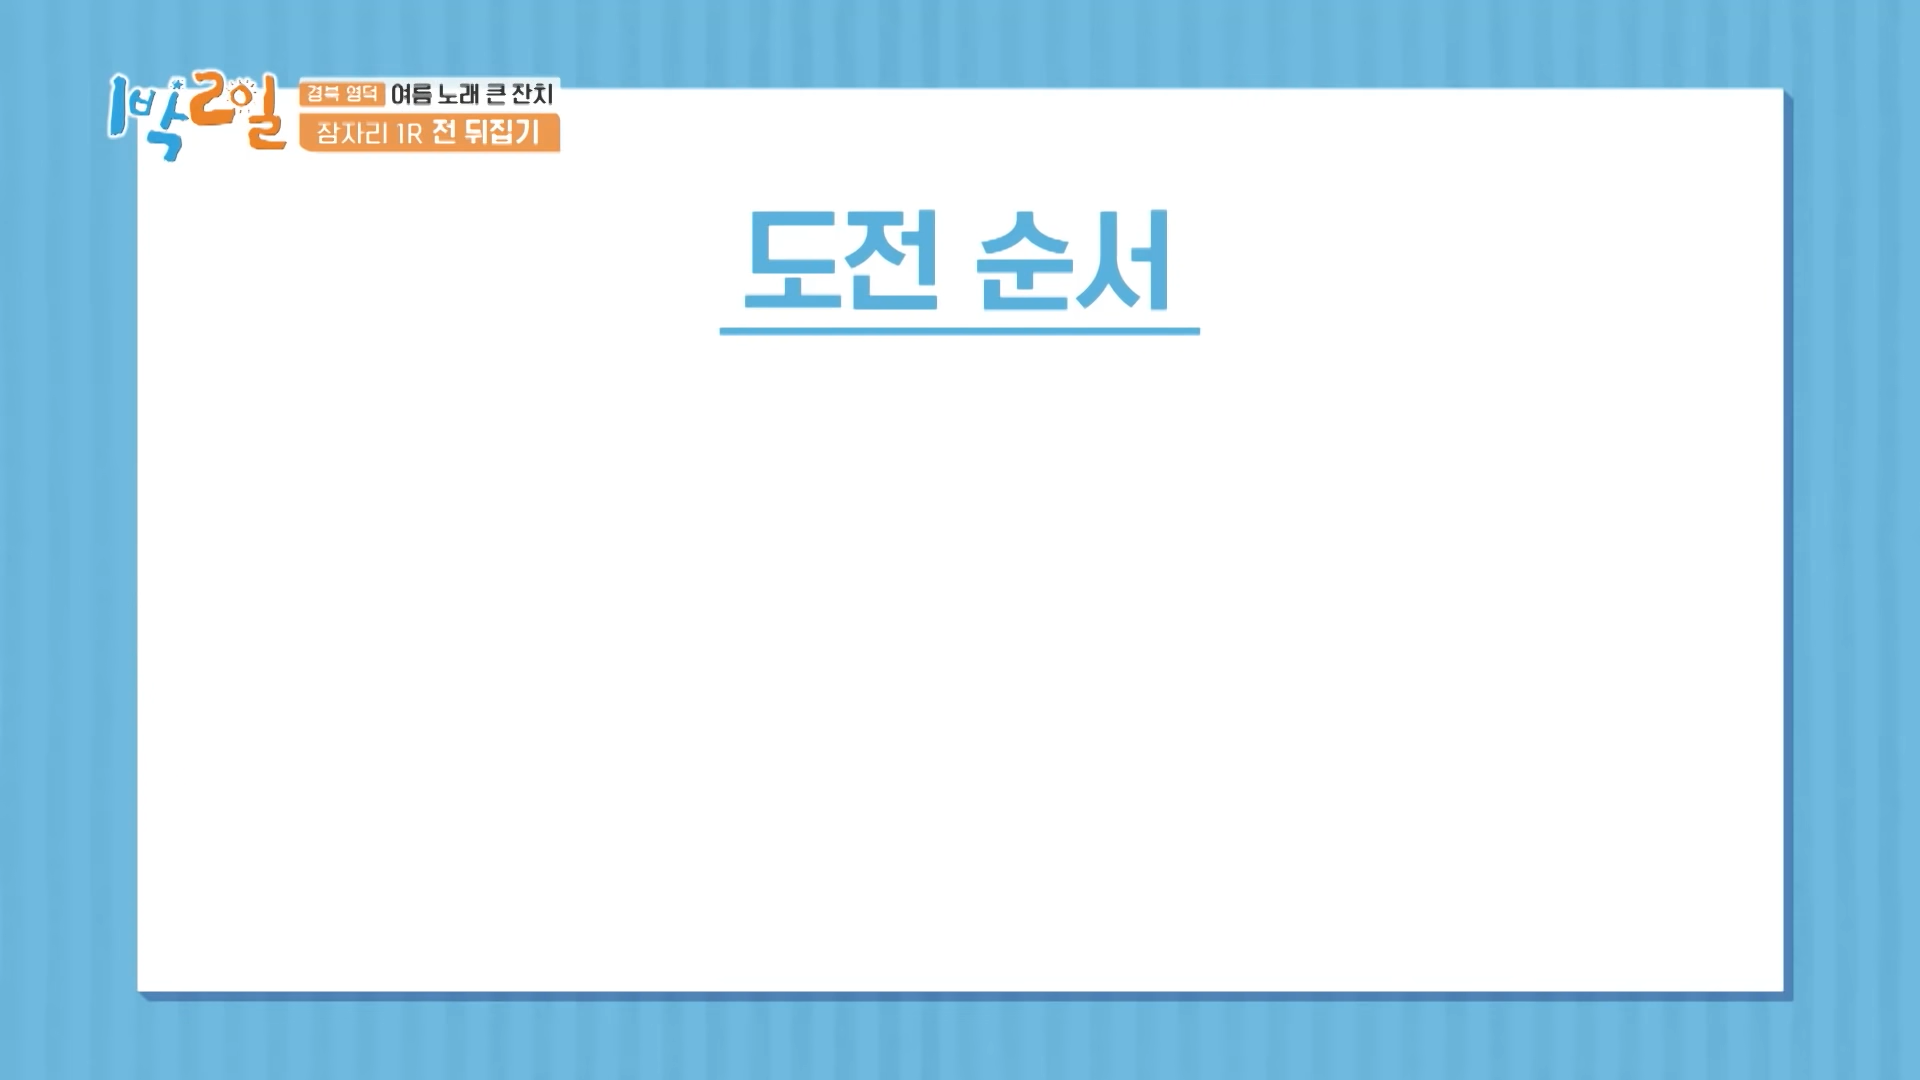 1박2일
경북 영덕 여름 노래 큰 잔치
잠자리 1R 전 뒤집기
도전 순서